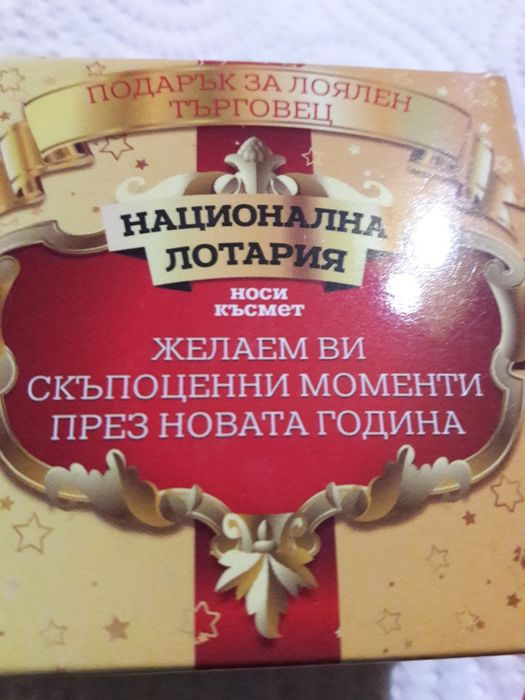 ПОДАРЪК ЗА ЛОЯЛЕН
ТЪРГОВЕЦ
НАЦИОНАЛНА
ЛОТАРИЯ
НОСИ
КЪСМЕТ
ЖЕЛАЕМ ВИ
СКЪПОЦЕННИ МОМЕНТИ
ПРЕЗ НОВАТА ГОДИНА